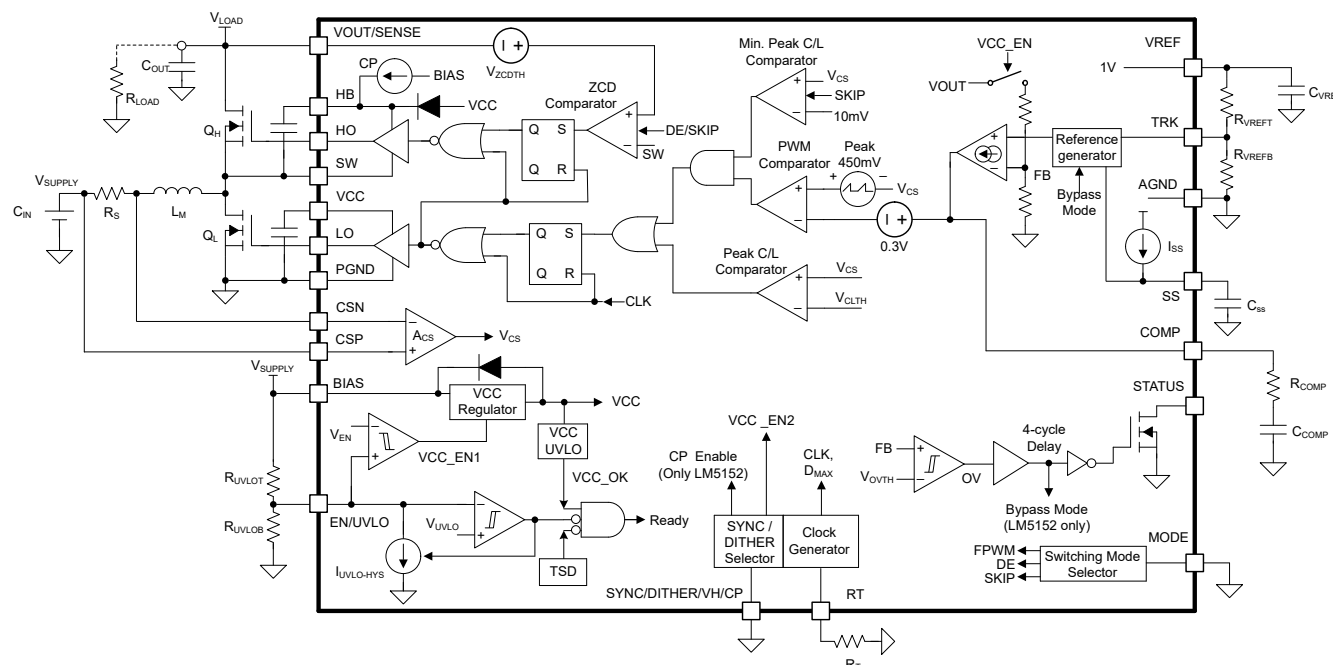 VLOAD
VOUT/SENSE
COUT
RLOAD
VZCDTH
CP
BIAS
HB
VCC
QH
HO
SW
ZCD
Comparator
DE/SKIP
SW
Q
S
Q
R
Min. Peak C/L
Comparator
VCS
SKIP
10mV
PWM
Comparator
Peak
450mV
+
−
VCS
0.3V
VCC_EN
VOUT
FB
Reference
generator
Bypass
Mode
VREF
1V
CVRE
RVREFT
TRK
RVREFB
AGND
ISS
SS
Css
VSUPPLY
CIN
RS
LM
VCC
QL
LO
PGND
Q
S
Q
R
CLK
Peak C/L
Comparator
VCS
VCLTH
CSN
CSP
ACS
VCS
COMP
RCOMP
CCOMP
VSUPPLY
BIAS
VCC
Regulator
VCC
VCC
UVLO
VEN
VCC_EN1
VCC_OK
RUVLOT
RUVLOB
EN/UVLO
VUVLO
IUVLO-HYS
TSD
Ready
VCC _EN2
CP Enable
(Only LM5152)
CLK,
DMAX
SYNC /
DITHER
Selector
Clock
Generator
SYNC/DITHER/VH/CP
RT
STATUS
4-cycle
Delay
FB
VOVTH
OV
Bypass Mode
(LM5152 only)
MODE
FPWM
DE
SKIP
Switching Mode
Selector